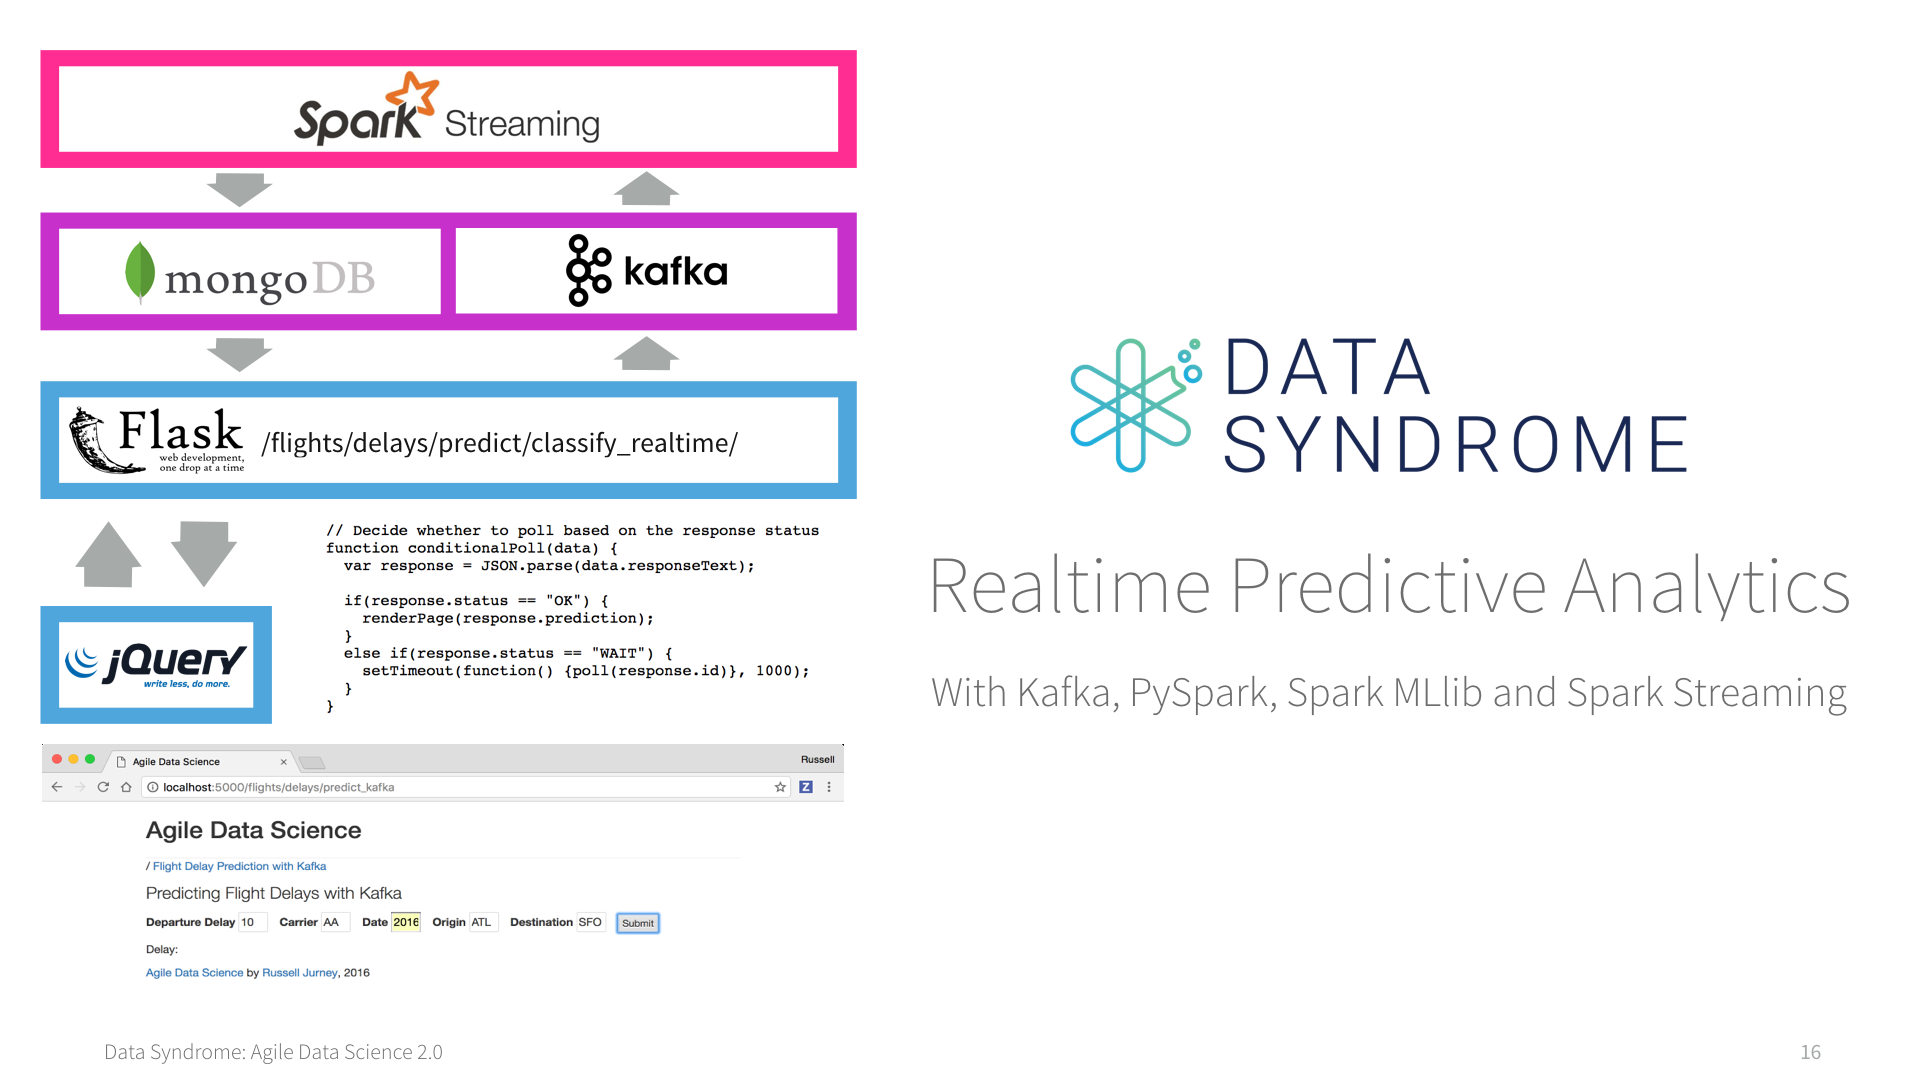 Spark Streaming
mongoDB
kafka
Flask
web development,
one drop at a time
/flights/delays/predict/classify_realtime/
// Decide whether to poll based on the response status
function conditionalPoll(data) {
  var response = JSON.parse(data.responseText);
  if(response.status == "OK") {
    renderPage(response.prediction);
  }
  else if(response.status == "WAIT") {
    setTimeout(function() {poll(response.id)}, 1000);
  }
}
jQuery
write less, do more.
Agile Data Science
Russell
localhost:5000/flights/delays/predict_kafka
Z
Agile Data Science
/ Flight Delay Prediction with Kafka
Predicting Flight Delays with Kafka
Departure Delay 10 Carrier AA Date 2016 Origin ATL Destination SFO Submit
Delay:
Agile Data Science by Russell Jurney, 2016
DATA
SYNDROME
Realtime Predictive Analytics
With Kafka, PySpark, Spark MLlib and Spark Streaming
Data Syndrome: Agile Data Science 2.0
16